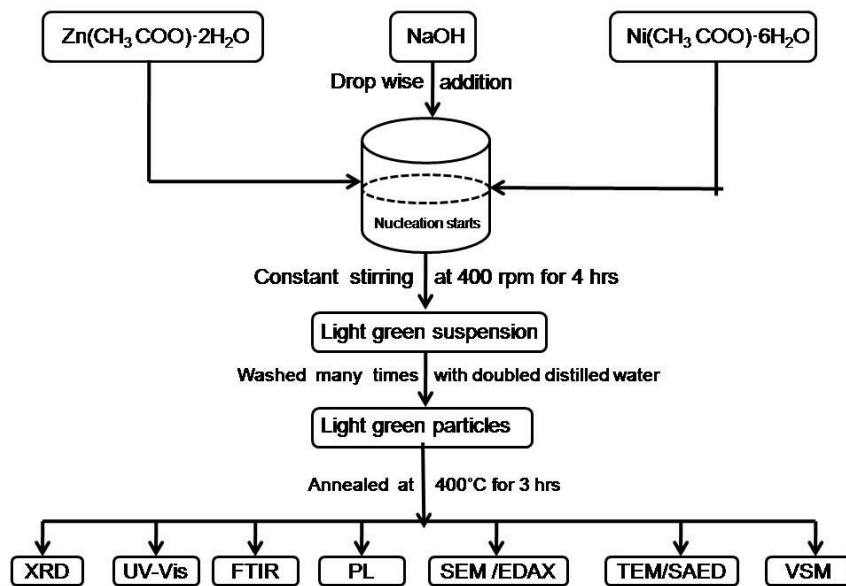 Zn(CH₃ COO)·2H₂O
NaOH
Ni(CH₃ COO)·6H₂O
Drop wise addition
Nucleation starts
Constant stirring at 400 rpm for 4 hrs
Light green suspension
Washed many times with doubled distilled water
Light green particles
Annealed at 400°C for 3 hrs
XRD UV-Vis FTIR PL SEM /EDAX TEM/SAED VSM